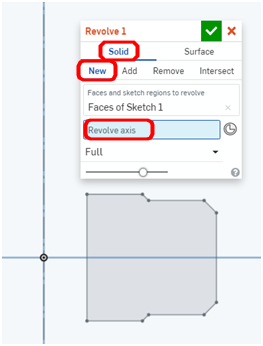 Revolve 1
Solid Surface
New Add Remove Intersect
Faces and sketch regions to revolve
Faces of Sketch 1
Revolve axis
Full